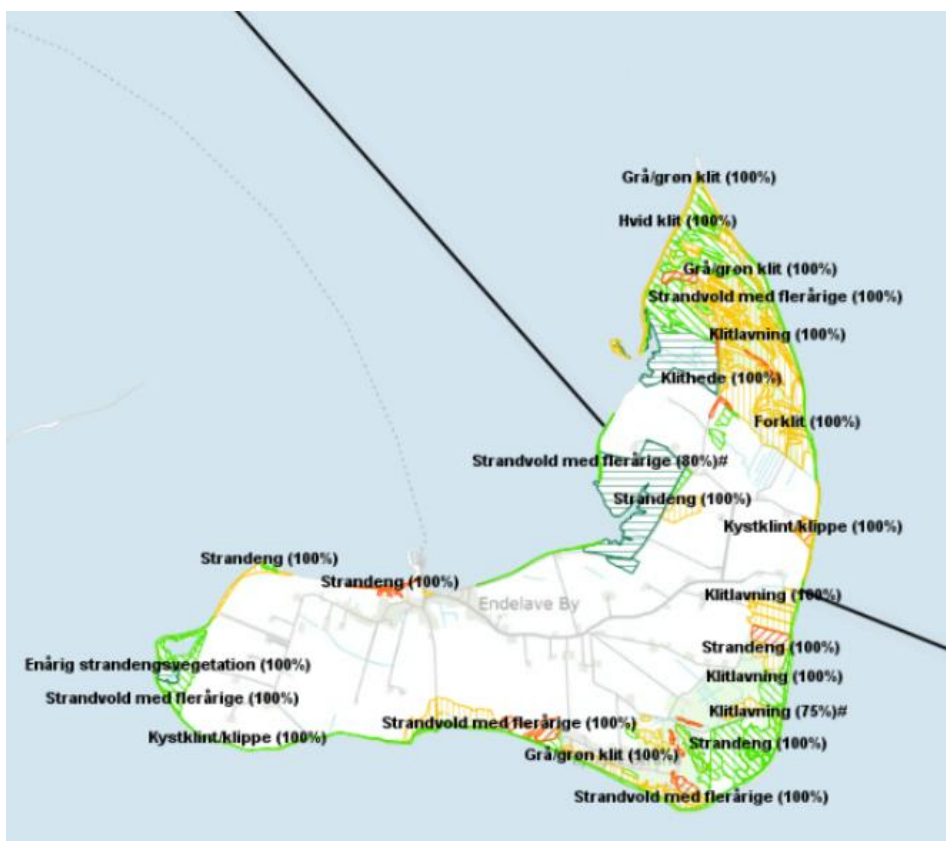 Grå/grøn klit (100%)
Hvid klit (100%)
Grå/grøn klit (100%)
Strandvold med flerårige (100%)
Klitlavning (100%)
Klithede (100%)
Forklit (100%)
Strandvold med flerårige (80%)#
Strandeng (100%)
Kystklint/klippe (100%)
Strandeng (100%)
Strandeng (100%)
Klitlavning (100%)
Endelave By
Strandeng (100%)
Enårig strandengsvegetation (100%)
Klitlavning (100%)
Strandvold med flerårige (100%)
Klitlavning (75%)#
Strandvold med flerårige (100%)
Kystklint/klippe (100%)
Strandeng (100%)
Grå/grøn klit (100%)
Strandvold med flerårige (100%)